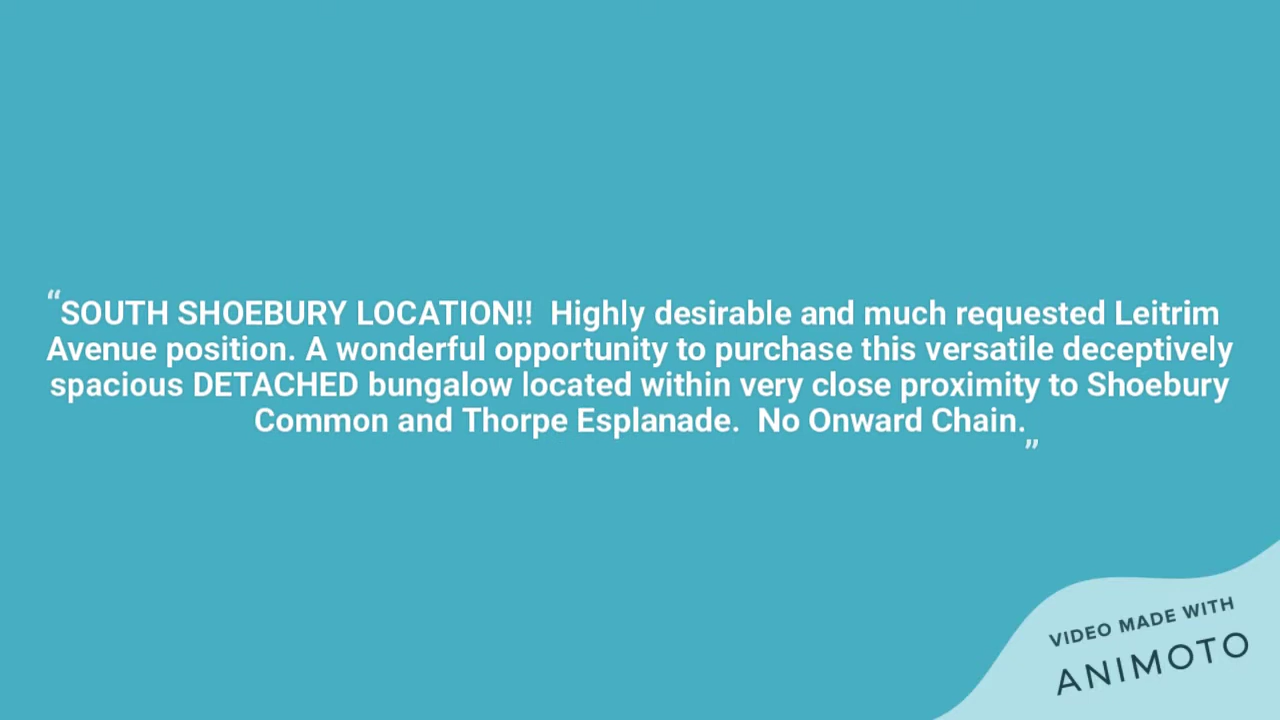 “SOUTH SHOEBURY LOCATION!!  Highly desirable and much requested Leitrim
Avenue position. A wonderful opportunity to purchase this versatile deceptively
spacious DETACHED bungalow located within very close proximity to Shoebury
Common and Thorpe Esplanade.  No Onward Chain.”
VIDEO MADE WITH
ANIMOTO